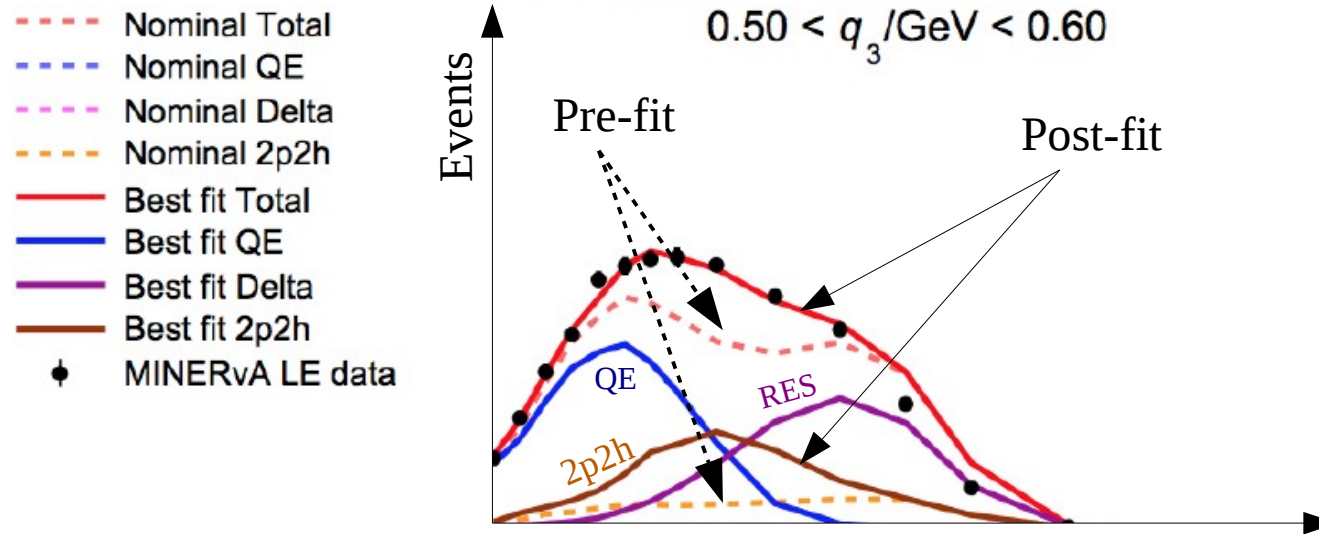 Nominal Total
Nominal QE
Nominal Delta
Nominal 2p2h
Best fit Total
Best fit QE
Best fit Delta
Best fit 2p2h
MINERvA LE data
0.50 < q₃/GeV < 0.60
Events
Pre-fit
Post-fit
QE
RES
2p2h